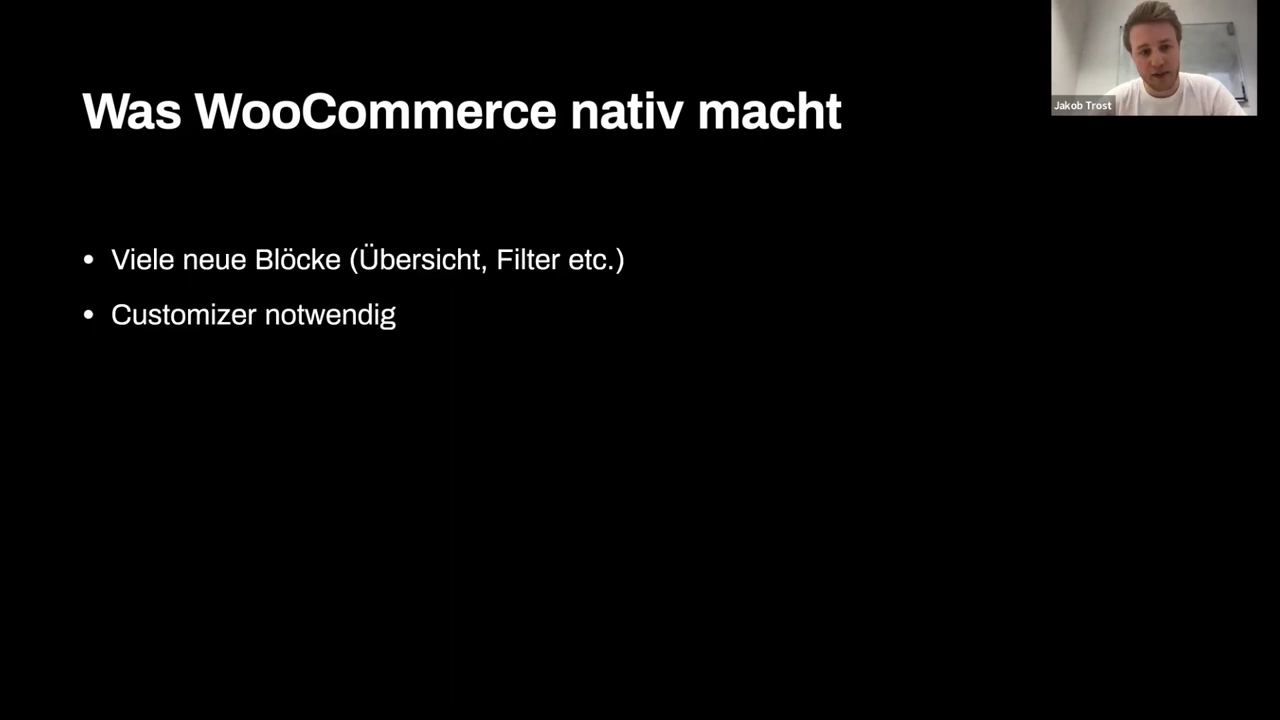 Was WooCommerce nativ macht
Jakob Trost
• Viele neue Blöcke (Übersicht, Filter etc.)
• Customizer notwendig